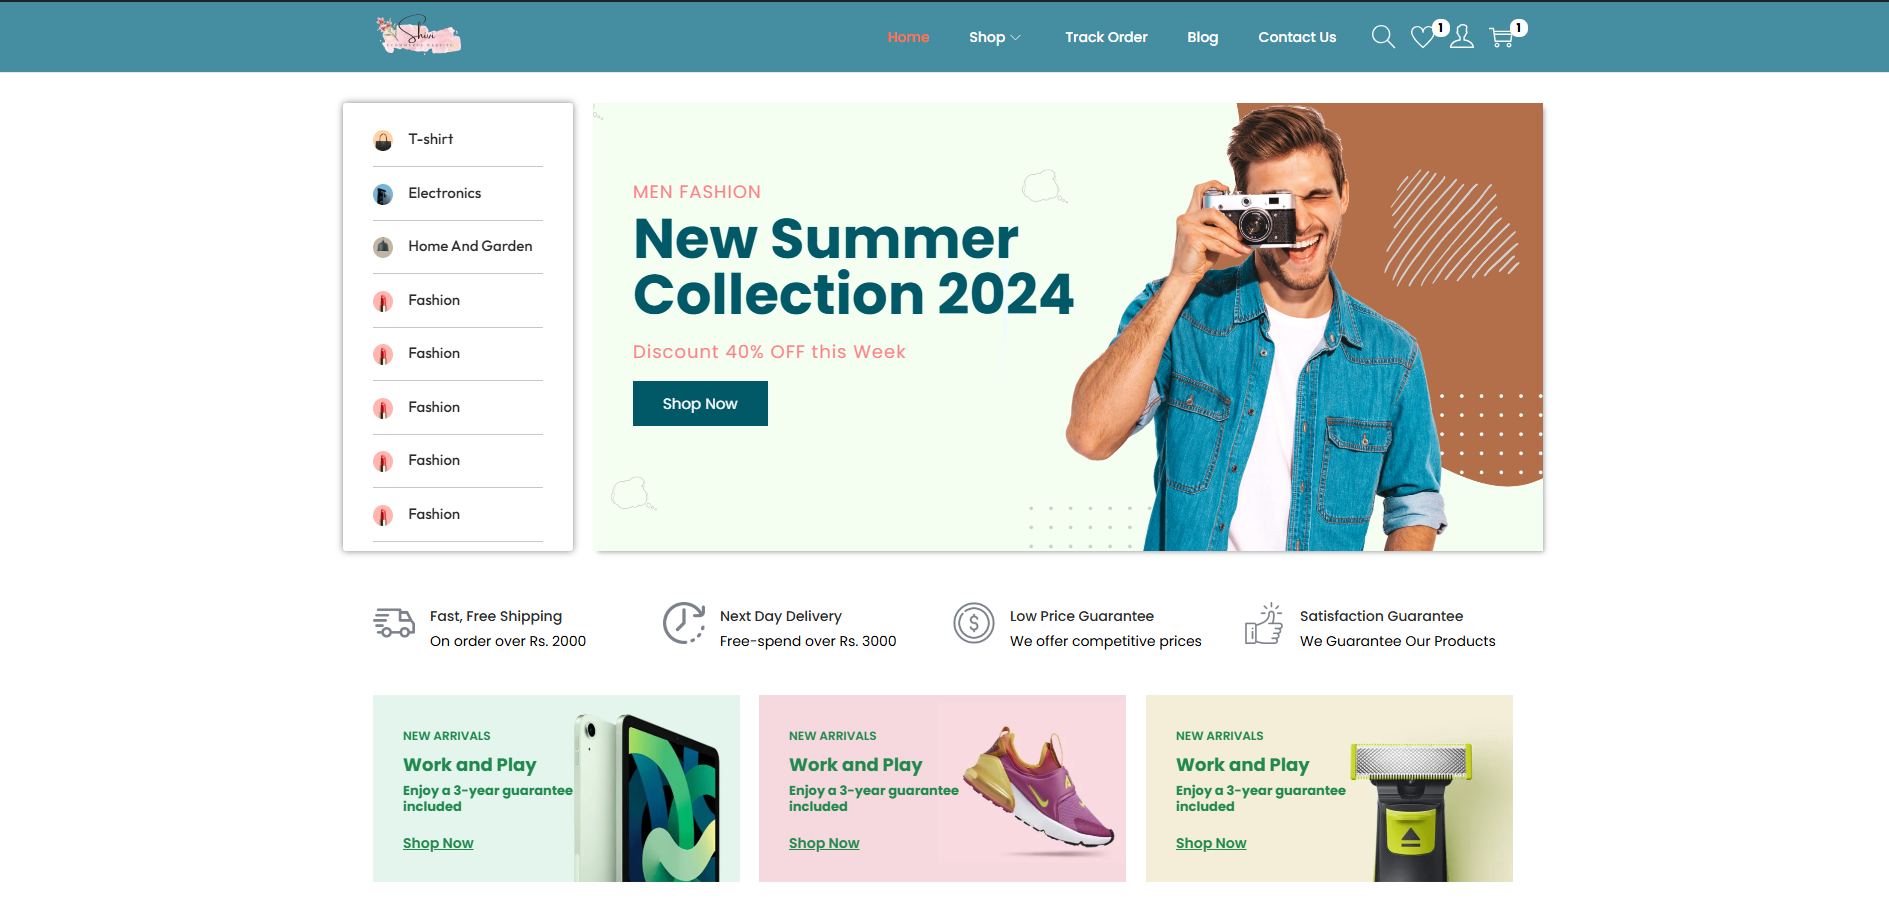 Shivi
Home
Shop
Track Order
Blog
Contact Us
1
1
T-shirt
Electronics
Home And Garden
Fashion
Fashion
Fashion
Fashion
Fashion
MEN FASHION
New Summer
Collection 2024
Discount 40% OFF this Week
Shop Now
Fast, Free Shipping
On order over Rs. 2000
Next Day Delivery
Free-spend over Rs. 3000
Low Price Guarantee
We offer competitive prices
Satisfaction Guarantee
We Guarantee Our Products
NEW ARRIVALS
Work and Play
Enjoy a 3-year guarantee
included
Shop Now
NEW ARRIVALS
Work and Play
Enjoy a 3-year guarantee
included
Shop Now
NEW ARRIVALS
Work and Play
Enjoy a 3-year guarantee
included
Shop Now